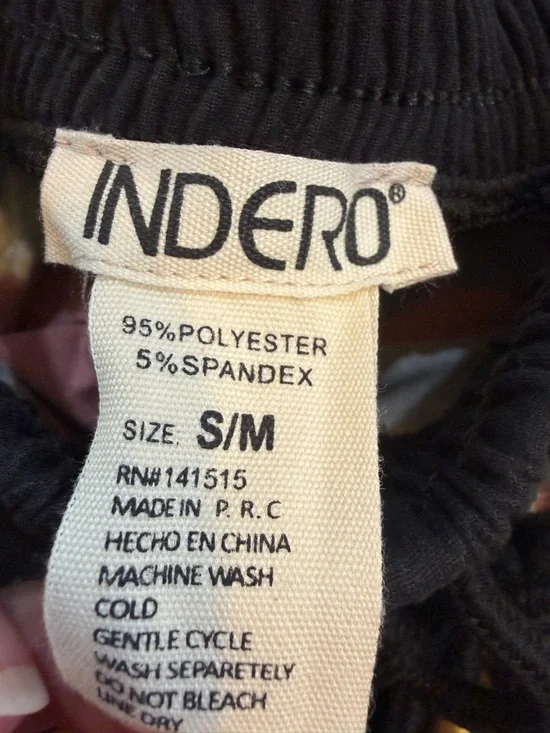 INDERO®
95%POLYESTER
5%SPANDEX
SIZE. S/M
RN#141515
MADE IN P. R. C
HECHO EN CHINA
MACHINE WASH
COLD
GENTLE CYCLE
WASH SEPARETELY
DO NOT BLEACH
LINE DRY